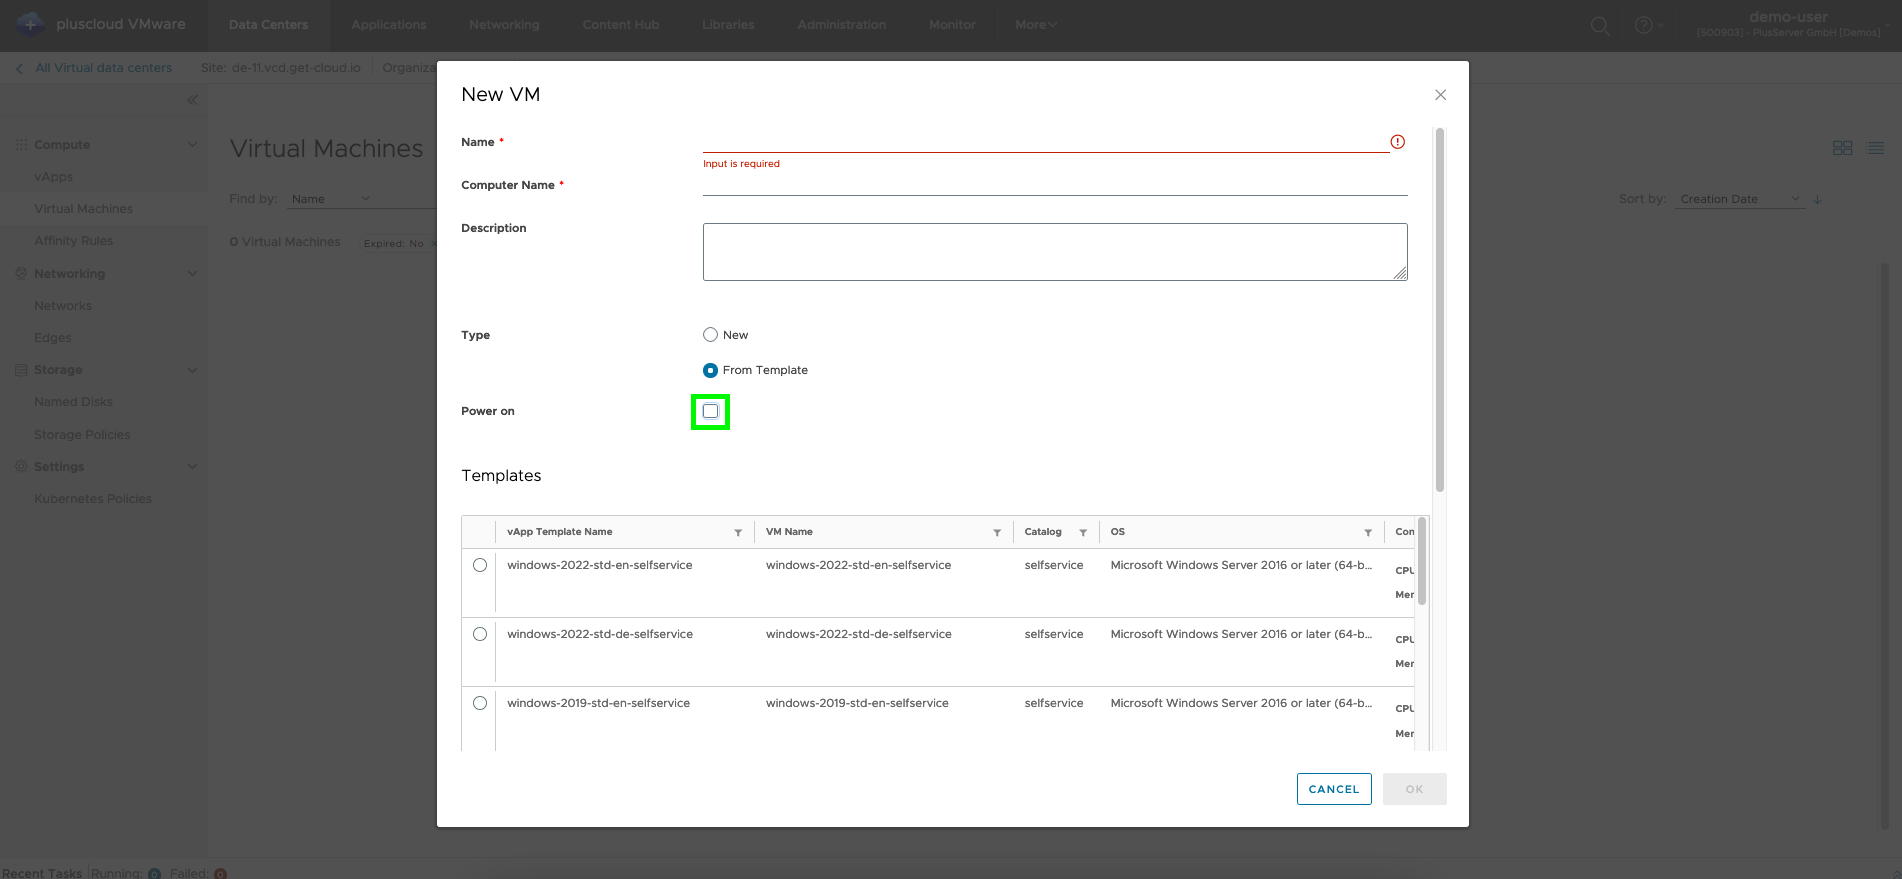 pluscloud VMware
Data Centers
Applications
Networking
Content Hub
Libraries
Administration
Monitor
More
demo-user
[500903] - PlusServer GmbH [Demos]
All Virtual data centers
Site: de-11.vcd.get-cloud.io
Organiza
Compute
vApps
Virtual Machines
Affinity Rules
Networking
Networks
Edges
Storage
Named Disks
Storage Policies
Settings
Kubernetes Policies
Virtual Machines
Find by: Name
Sort by: Creation Date
0 Virtual Machines
Expired: No ×
New VM
Name *
Input is required
Computer Name *
Description
Type
New
From Template
Power on
Templates
vApp Template Name VM Name Catalog OS Con
windows-2022-std-en-selfservice windows-2022-std-en-selfservice selfservice Microsoft Windows Server 2016 or later (64-b... CPU
Mer
windows-2022-std-de-selfservice windows-2022-std-de-selfservice selfservice Microsoft Windows Server 2016 or later (64-b... CPU
Mer
windows-2019-std-en-selfservice windows-2019-std-en-selfservice selfservice Microsoft Windows Server 2016 or later (64-b... CPU
Mer
CANCEL
OK
Recent Tasks Running: 0 Failed: 0